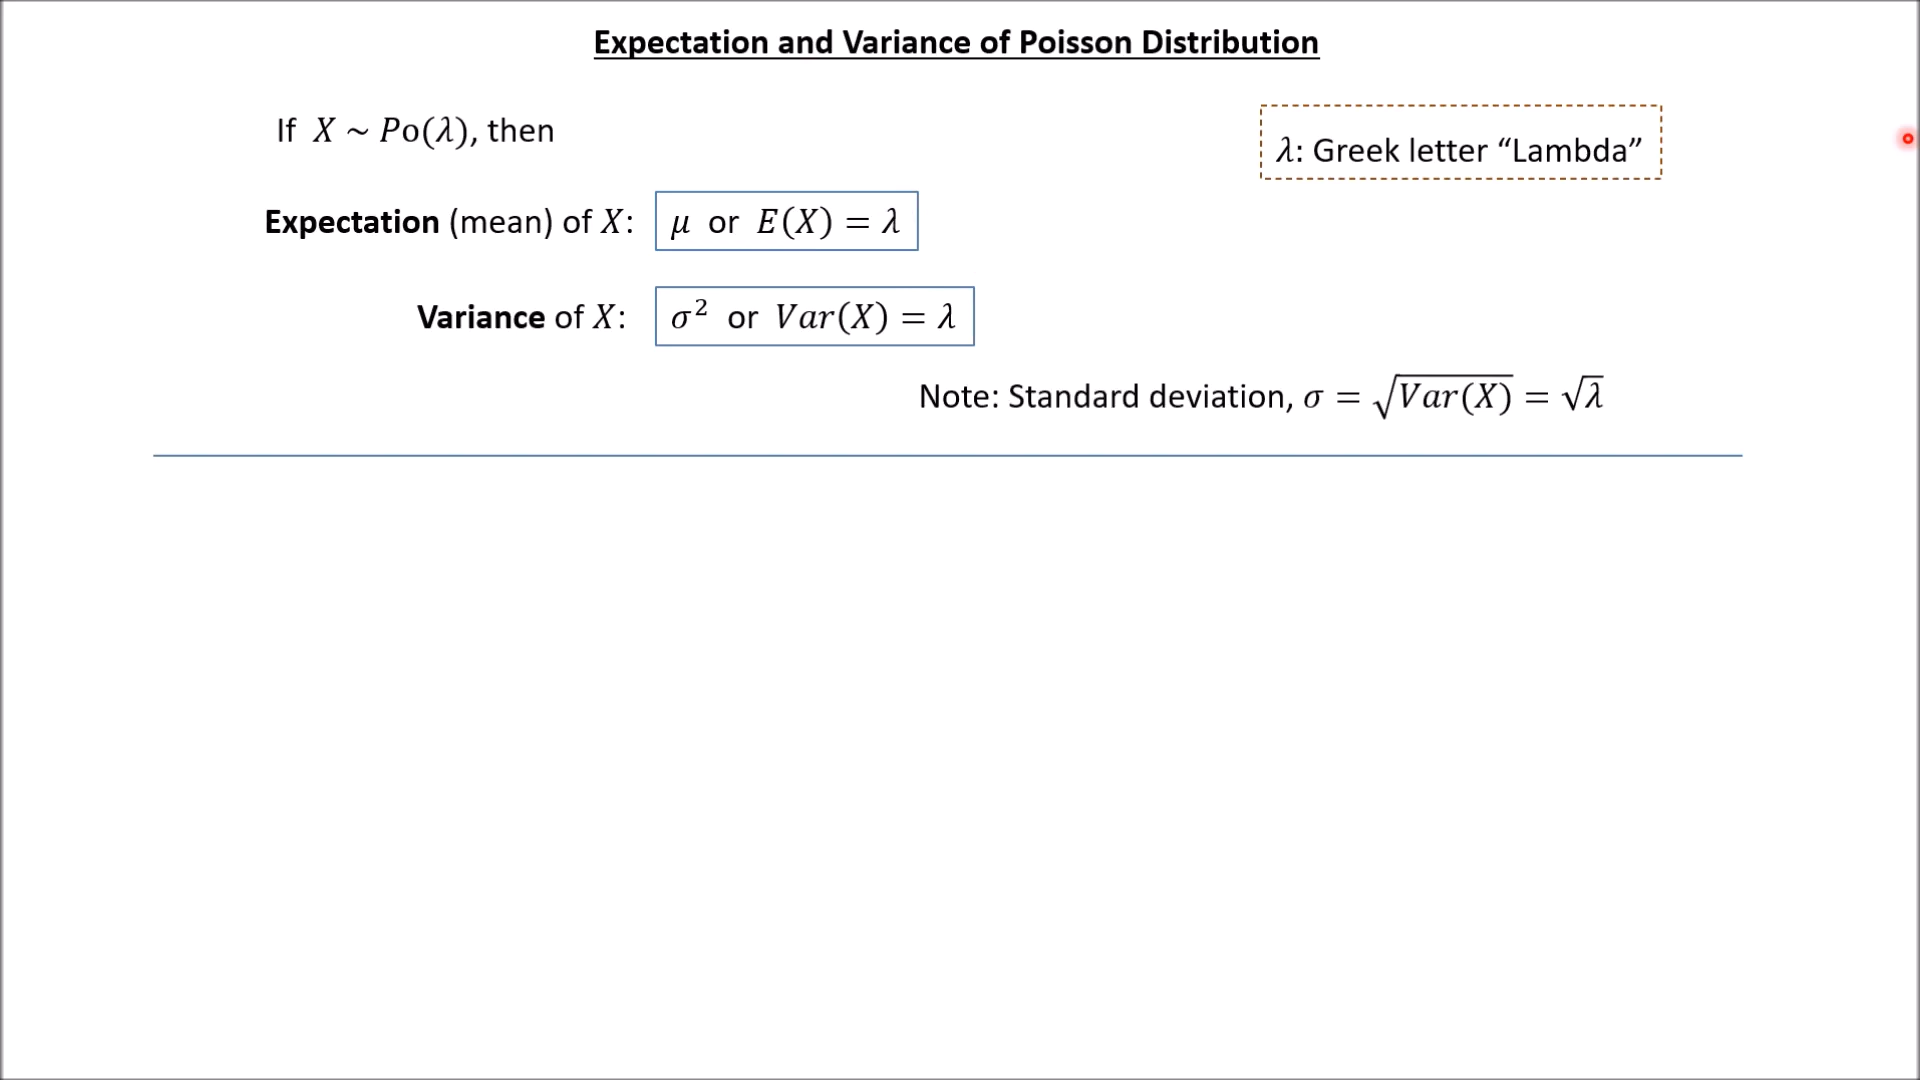 Expectation and Variance of Poisson Distribution
If X ~ Po(λ), then
λ: Greek letter “Lambda”
Expectation (mean) of X: μ or E(X) = λ
Variance of X: σ² or Var(X) = λ
Note: Standard deviation, σ = √Var(X) = √λ